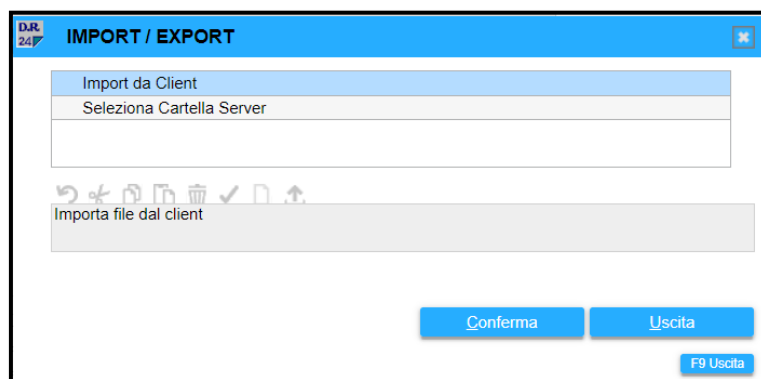 D.R.
24
IMPORT / EXPORT
Import da Client
Seleziona Cartella Server
Importa file dal client
Conferma
Uscita
F9 Uscita